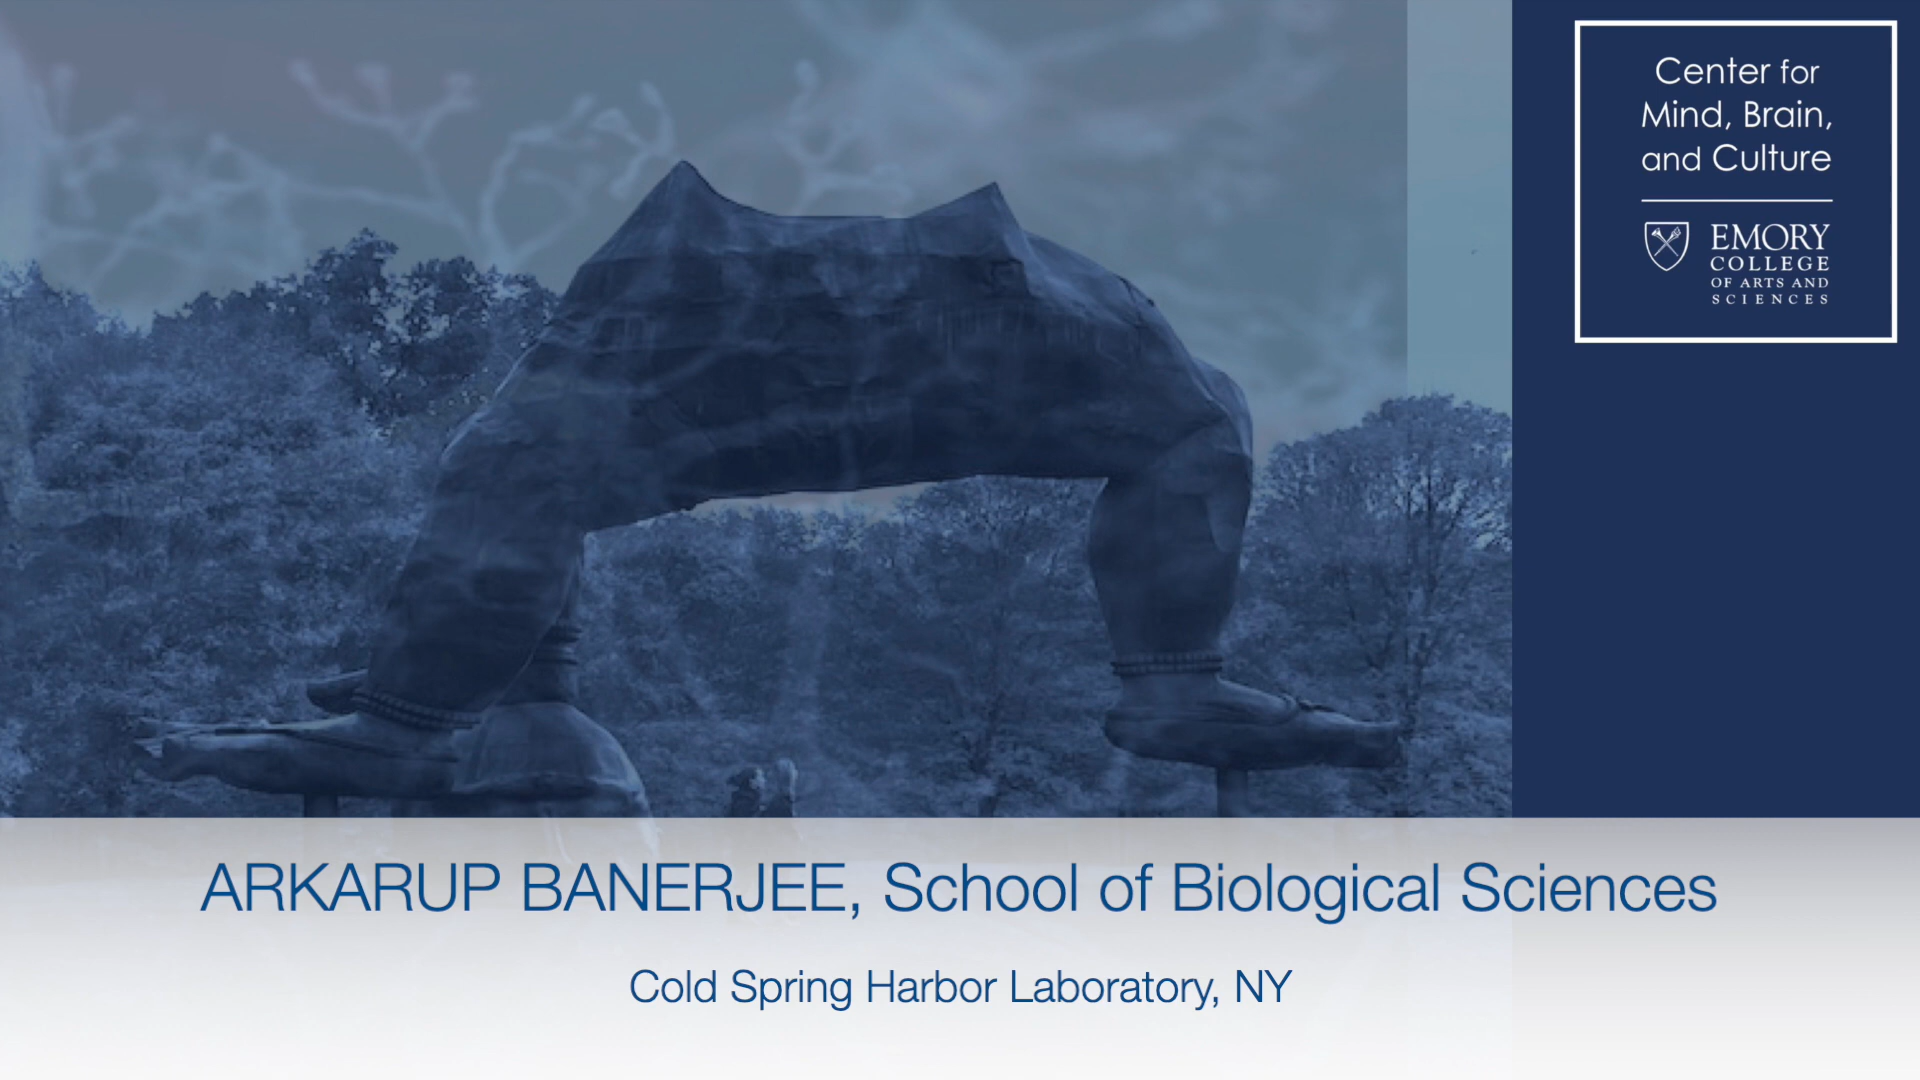 Center for
Mind, Brain,
and Culture
EMORY
COLLEGE
OF ARTS AND
SCIENCES
ARKARUP BANERJEE, School of Biological Sciences
Cold Spring Harbor Laboratory, NY